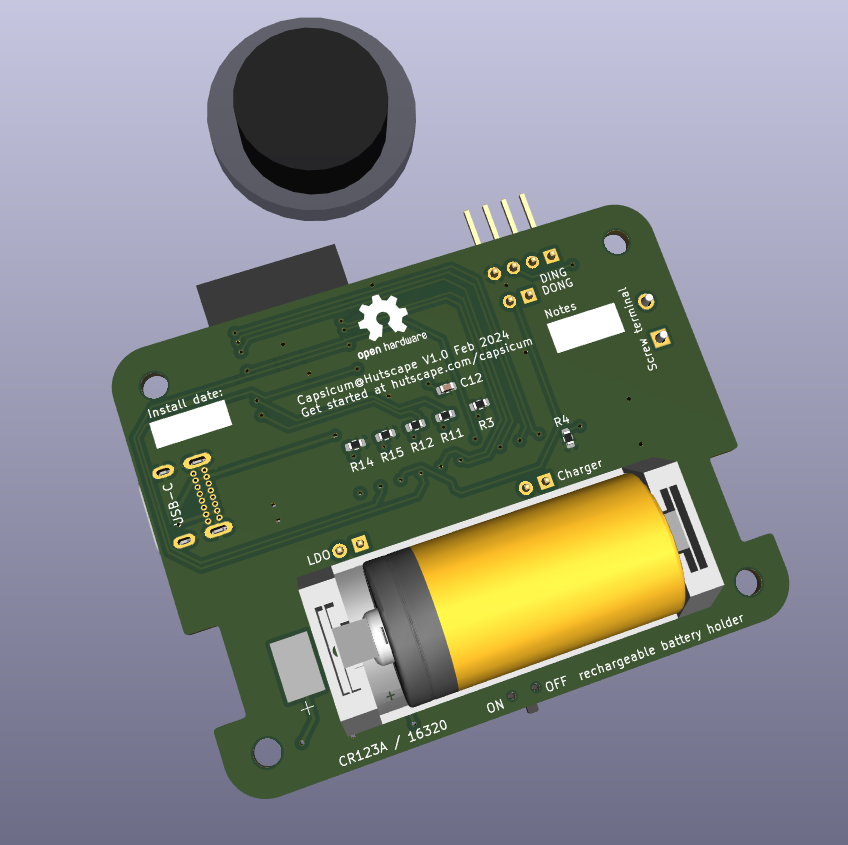 DING
DONG
Notes
Screw terminal
open hardware
Capsicum@Hutscape V1.0 Feb 2024
Get started at hutscape.com/capsicum
Install date:
C12
R3
R11
R12
R15
R14
R4
USB-C
Charger
LDO
+
+
ON
OFF rechargeable battery holder
CR123A / 16320